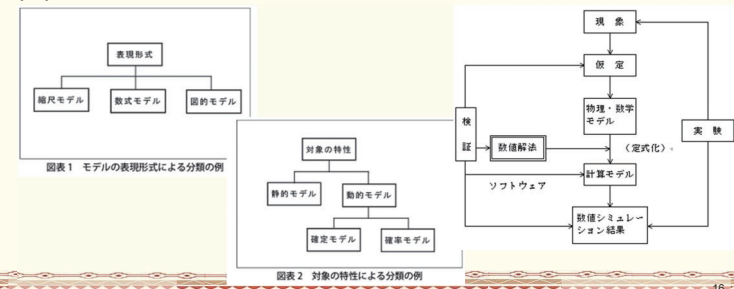 表現形式
縮尺モデル
数式モデル
図的モデル
図表1 モデルの表現形式による分類の例
対象の特性
静的モデル
動的モデル
確定モデル
確率モデル
図表2 対象の特性による分類の例
現 象
仮 定
物理・数学
モデル
検
証
数値解法
(定式化)
実 験
ソフトウェア
計算モデル
数値シミュレー
ション結果
16